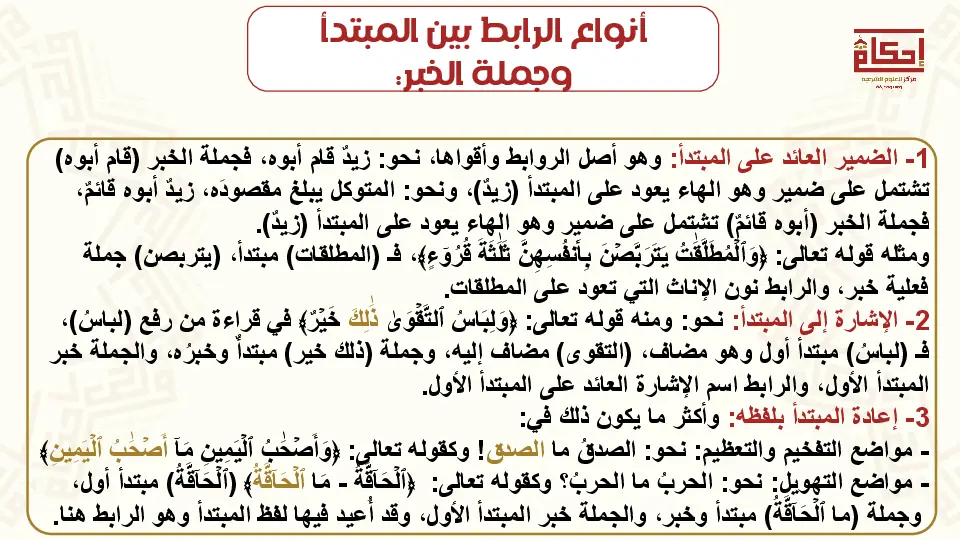 أنواع الرابط بين المبتدأ
وجملة الخبر:
إحكام
مركز العلوم الشرعية
1- الضمير العائد على المبتدأ: وهو أصل الروابط وأقواها، نحو: زيدٌ قام أبوه، فجملة الخبر (قام أبوه)
تشتمل على ضمير وهو الهاء يعود على المبتدأ (زيدٌ)، ونحو: المتوكل يبلغ مقصودَه، زيدٌ أبوه قائمٌ،
فجملة الخبر (أبوه قائمٌ) تشتمل على ضمير وهو الهاء يعود على المبتدأ (زيدٌ).
ومثله قوله تعالى: ﴿وَٱلۡمُطَلَّقَٰتُ يَتَرَبَّصۡنَ بِأَنفُسِهِنَّ ثَلَٰثَةَ قُرُوٓءٖ﴾، فـ (المطلقات) مبتدأ، (يتربصن) جملة
فعلية خبر، والرابط نون الإناث التي تعود على المطلقات.
2- الإشارة إلى المبتدأ: نحو: ومنه قوله تعالى: ﴿وَلِبَاسُ ٱلتَّقۡوَىٰ ذَٰلِكَ خَيۡرٞ﴾ في قراءة من رفع (لباسُ)،
فـ (لباسُ) مبتدأ أول وهو مضاف، (التقوى) مضاف إليه، وجملة (ذلك خير) مبتدأٌ وخبرُه، والجملة خبر
المبتدأ الأول، والرابط اسم الإشارة العائد على المبتدأ الأول.
3- إعادة المبتدأ بلفظه: وأكثر ما يكون ذلك في:
- مواضع التفخيم والتعظيم: نحو: الصدقُ ما الصدق! وكقوله تعالى: ﴿وَأَصۡحَٰبُ ٱلۡيَمِينِ مَآ أَصۡحَٰبُ ٱلۡيَمِينِ﴾
- مواضع التهويل: نحو: الحربُ ما الحربُ؟ وكقوله تعالى: ﴿ٱلۡحَآقَّةُ - مَا ٱلۡحَآقَّةُ﴾ (ٱلۡحَآقَّةُ) مبتدأ أول،
وجملة (ما ٱلۡحَآقَّةُ) مبتدأ وخبر، والجملة خبر المبتدأ الأول، وقد أُعيد فيها لفظ المبتدأ وهو الرابط هنا.